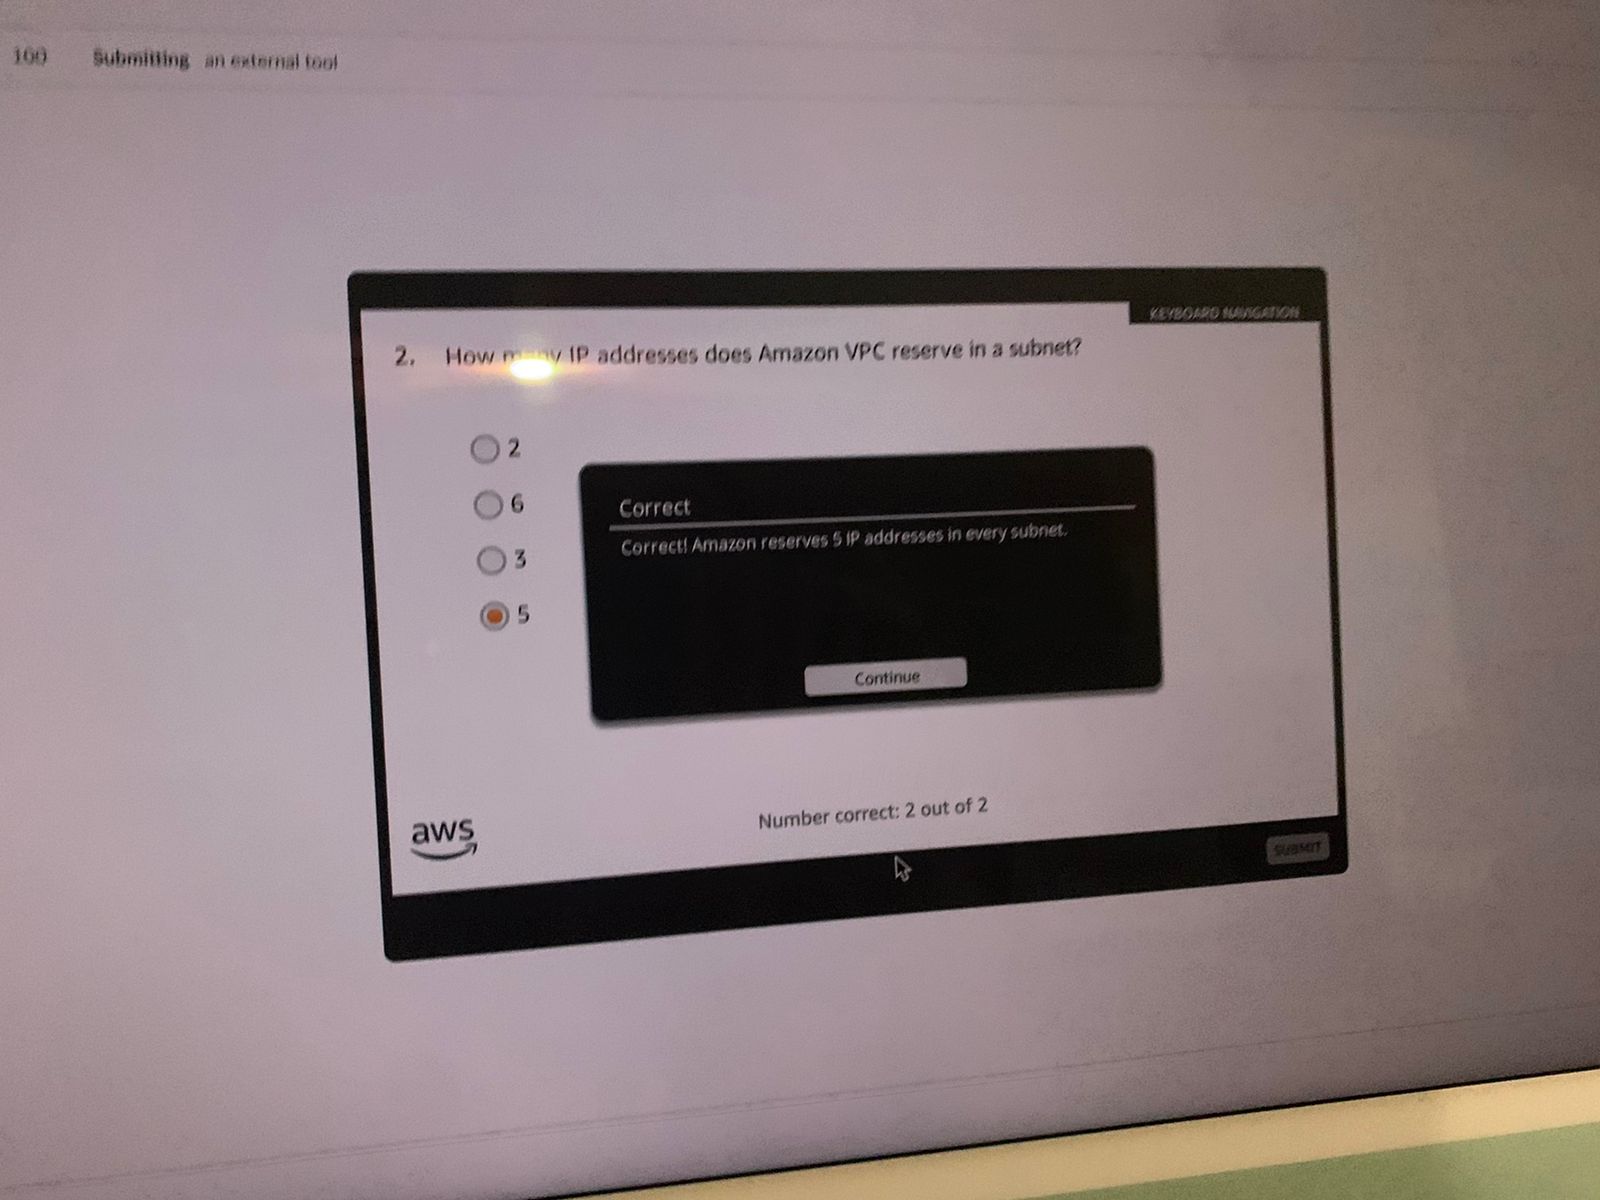 100 Submitting an external tool
KEYBOARD NAVIGATION
2. How many IP addresses does Amazon VPC reserve in a subnet?
2
6
3
5
Correct
Correct! Amazon reserves 5 IP addresses in every subnet.
Continue
Number correct: 2 out of 2
aws
SUBMIT